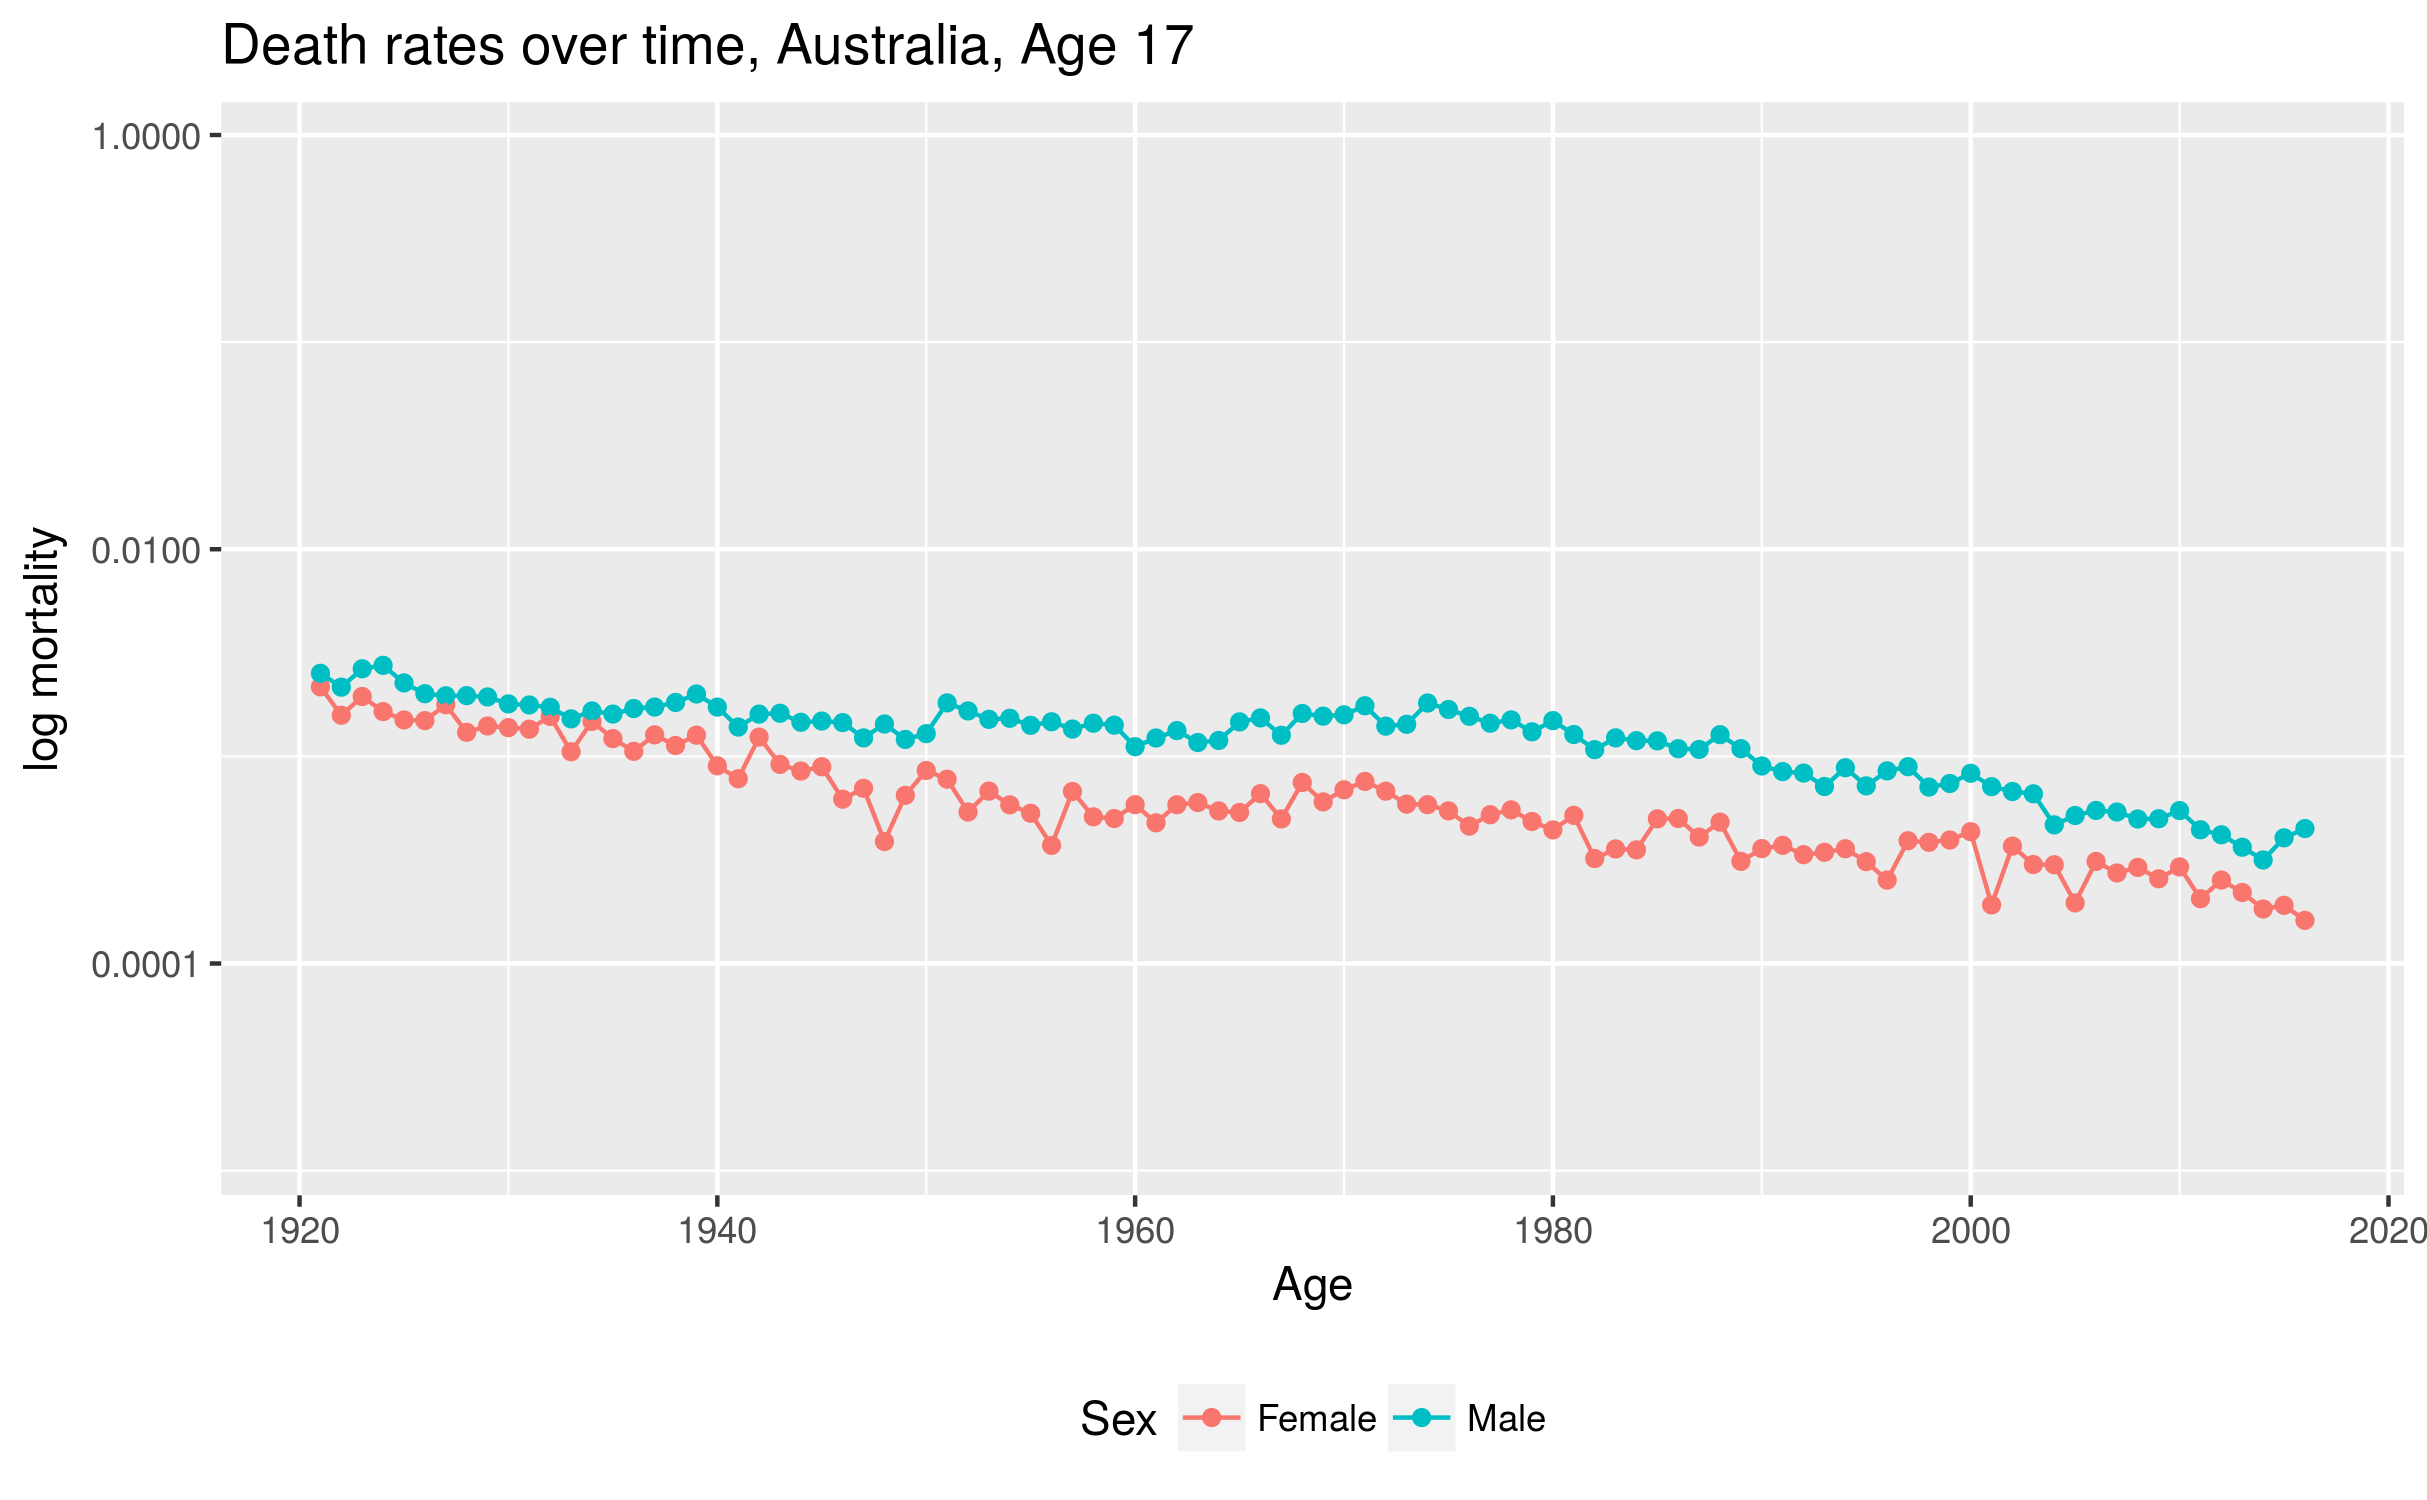 Death rates over time, Australia, Age 17
log mortality
1.0000
0.0100
0.0001
1920 1940 1960 1980 2000 2020
Age
Sex Female Male